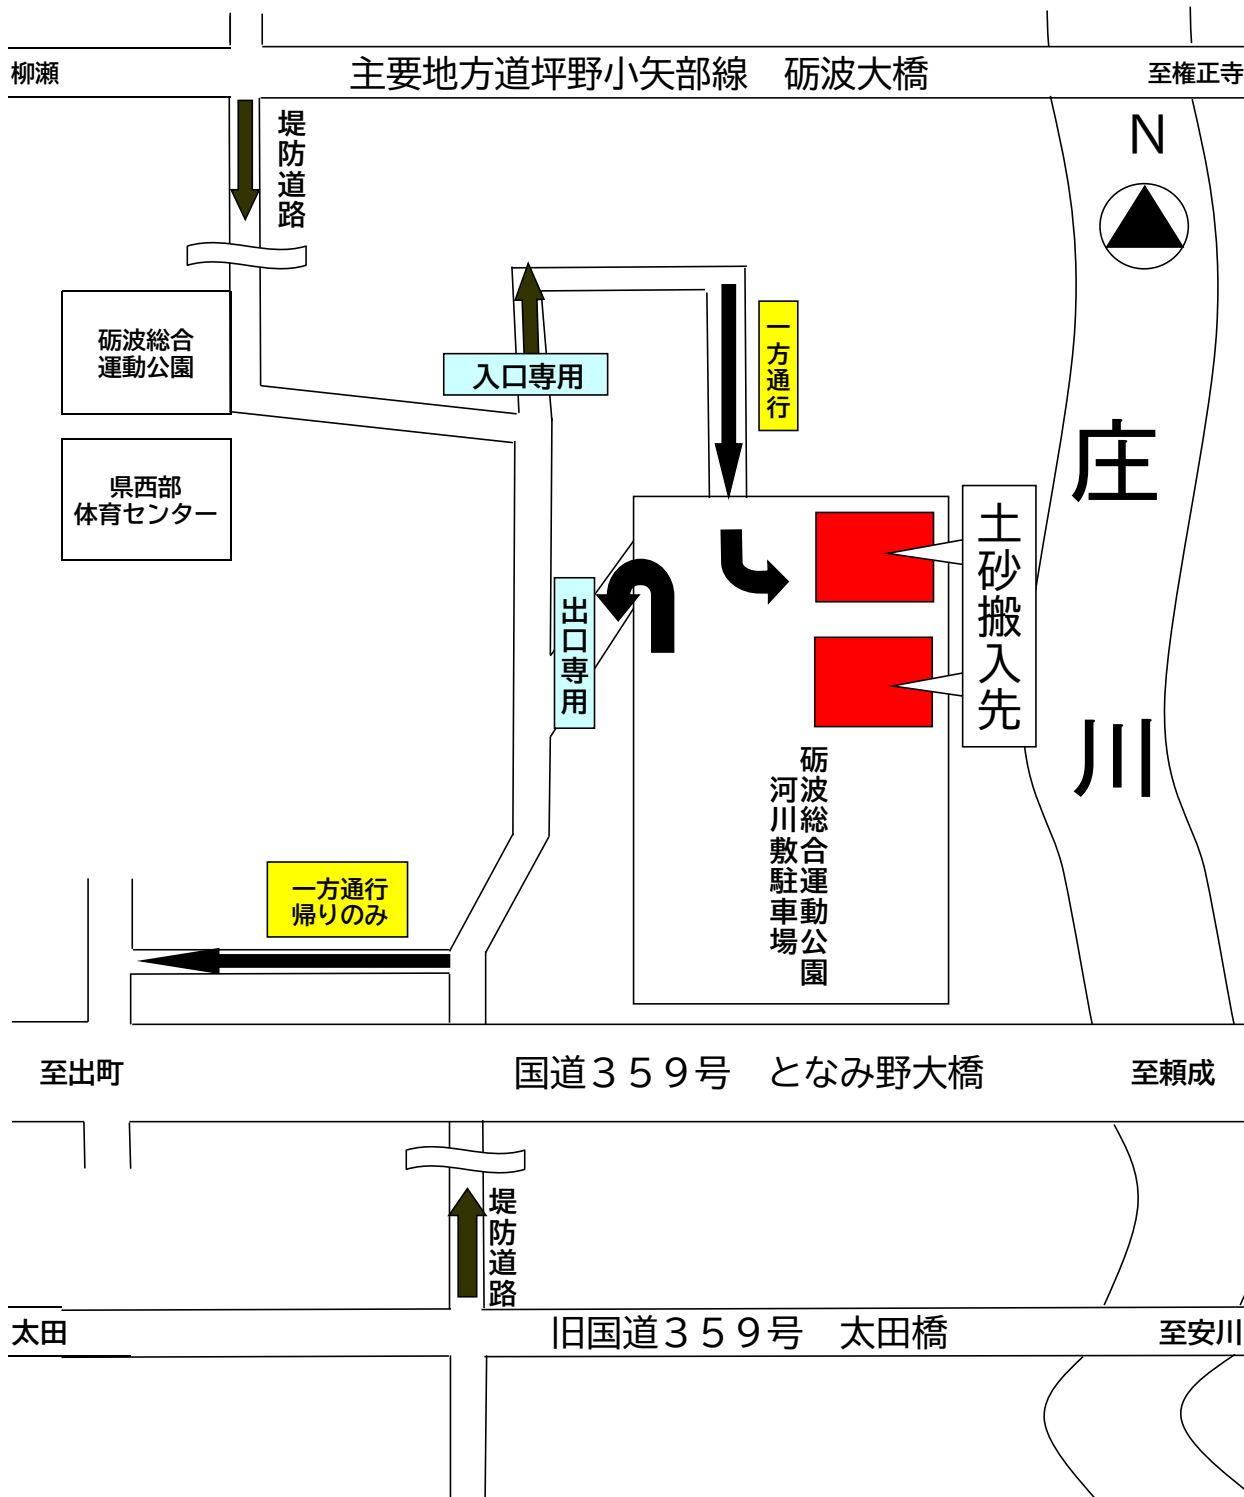 柳瀬
主要地方道坪野小矢部線　砺波大橋
至権正寺
堤防道路
N
砺波総合
運動公園
入口専用
一方通行
県西部
体育センター
庄川
土砂搬入先
出口専用
砺波総合運動公園
河川敷駐車場
一方通行
帰りのみ
至出町
国道３５９号　となみ野大橋
至頼成
堤防道路
太田
旧国道３５９号　太田橋
至安川